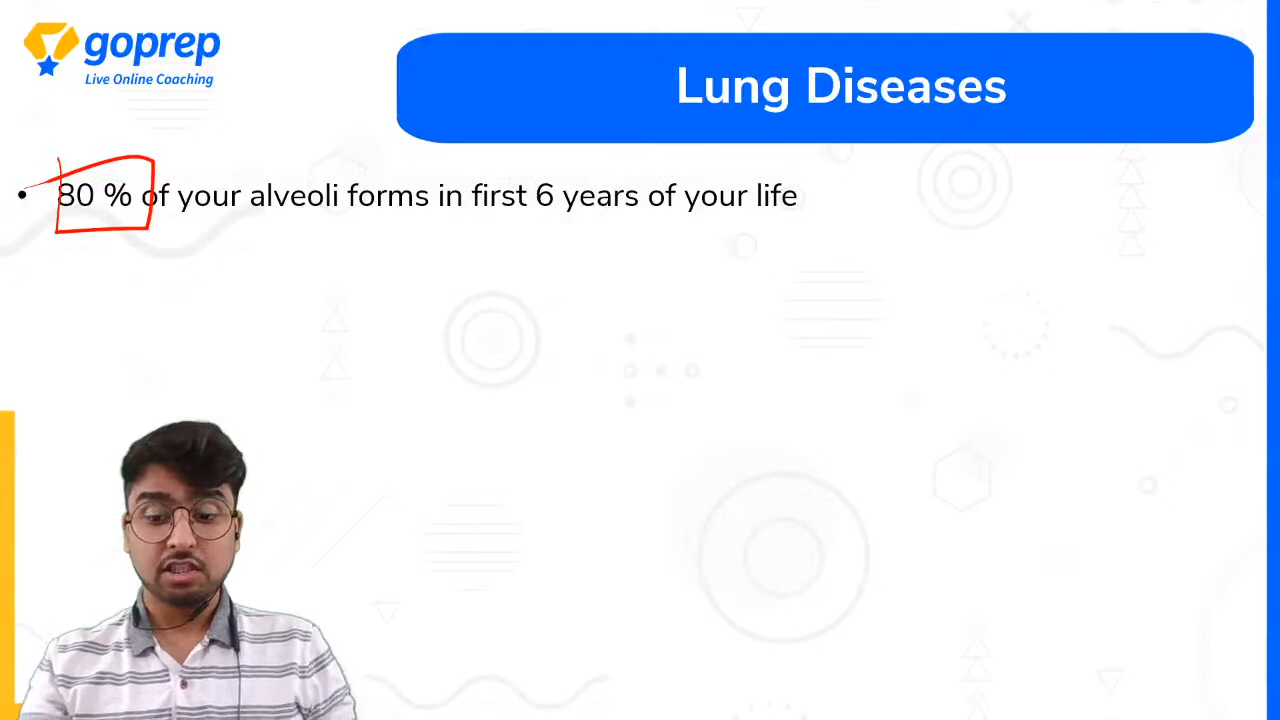 goprep
Live Online Coaching
Lung Diseases
• 80 % of your alveoli forms in first 6 years of your life